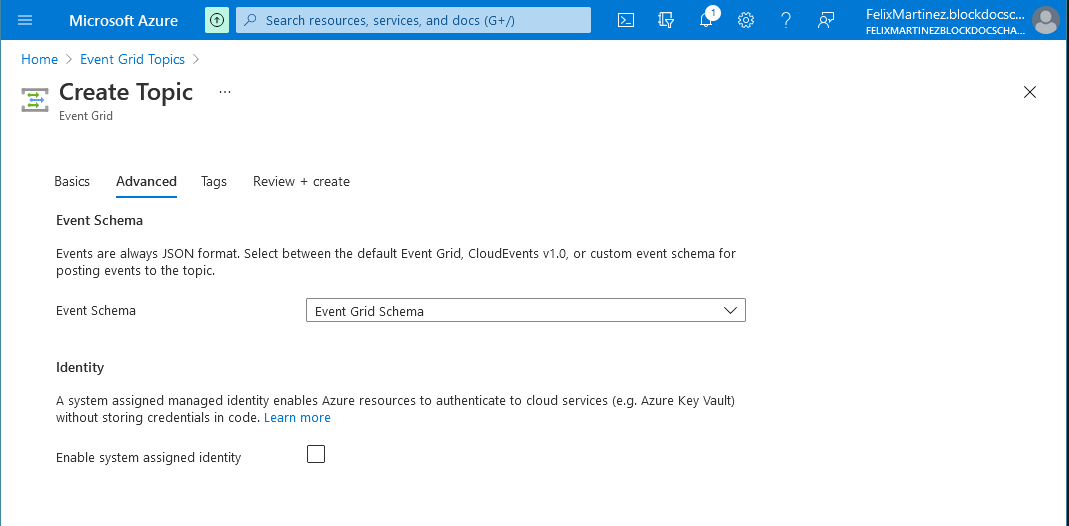 Microsoft Azure
Search resources, services, and docs (G+/)
1
FelixMartinez.blockdocsc...
FELIXMARTINEZBLOCKDOCSCHA...
Home > Event Grid Topics >
Create Topic ...
Event Grid
Basics Advanced Tags Review + create
Event Schema
Events are always JSON format. Select between the default Event Grid, CloudEvents v1.0, or custom event schema for
posting events to the topic.
Event Schema
Event Grid Schema
Identity
A system assigned managed identity enables Azure resources to authenticate to cloud services (e.g. Azure Key Vault)
without storing credentials in code. Learn more
Enable system assigned identity